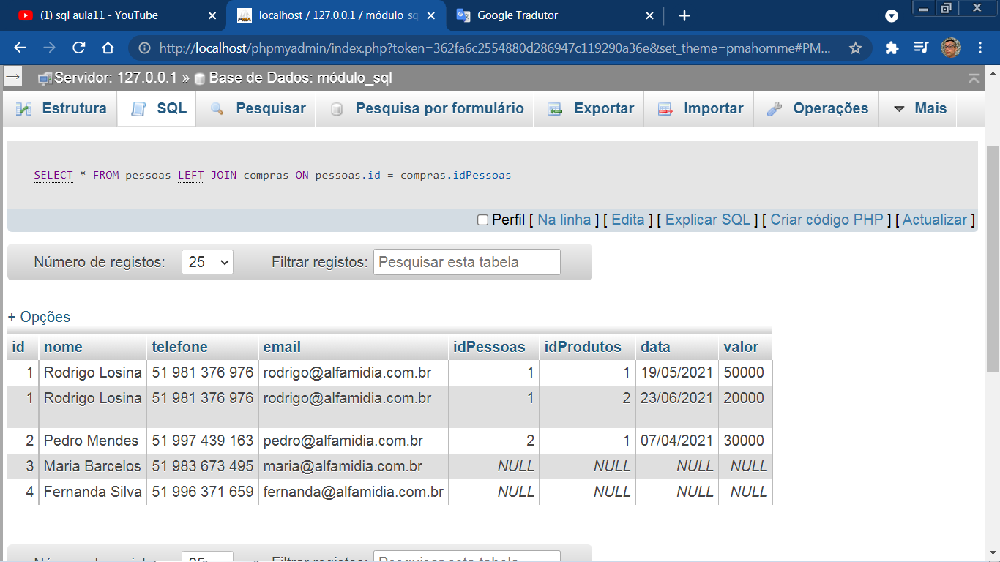 (1) sql aula11 - YouTube
localhost / 127.0.0.1 / módulo_sq
Google Tradutor
http://localhost/phpmyadmin/index.php?token=362fa6c2554880d286947c119290a36e&set_theme=pmahomme#PM...
Servidor: 127.0.0.1 » Base de Dados: módulo_sql
Estrutura SQL Pesquisar Pesquisa por formulário Exportar Importar Operações Mais
SELECT * FROM pessoas LEFT JOIN compras ON pessoas.id = compras.idPessoas
Perfil [ Na linha ] [ Edita ] [ Explicar SQL ] [ Criar código PHP ] [ Actualizar ]
Número de registos: 25 Filtrar registos: Pesquisar esta tabela
+ Opções
id nome telefone email idPessoas idProdutos data valor
1 Rodrigo Losina 51 981 376 976 rodrigo@alfamidia.com.br 1 1 19/05/2021 50000
1 Rodrigo Losina 51 981 376 976 rodrigo@alfamidia.com.br 1 2 23/06/2021 20000
2 Pedro Mendes 51 997 439 163 pedro@alfamidia.com.br 2 1 07/04/2021 30000
3 Maria Barcelos 51 983 673 495 maria@alfamidia.com.br NULL NULL NULL NULL
4 Fernanda Silva 51 996 371 659 fernanda@alfamidia.com.br NULL NULL NULL NULL